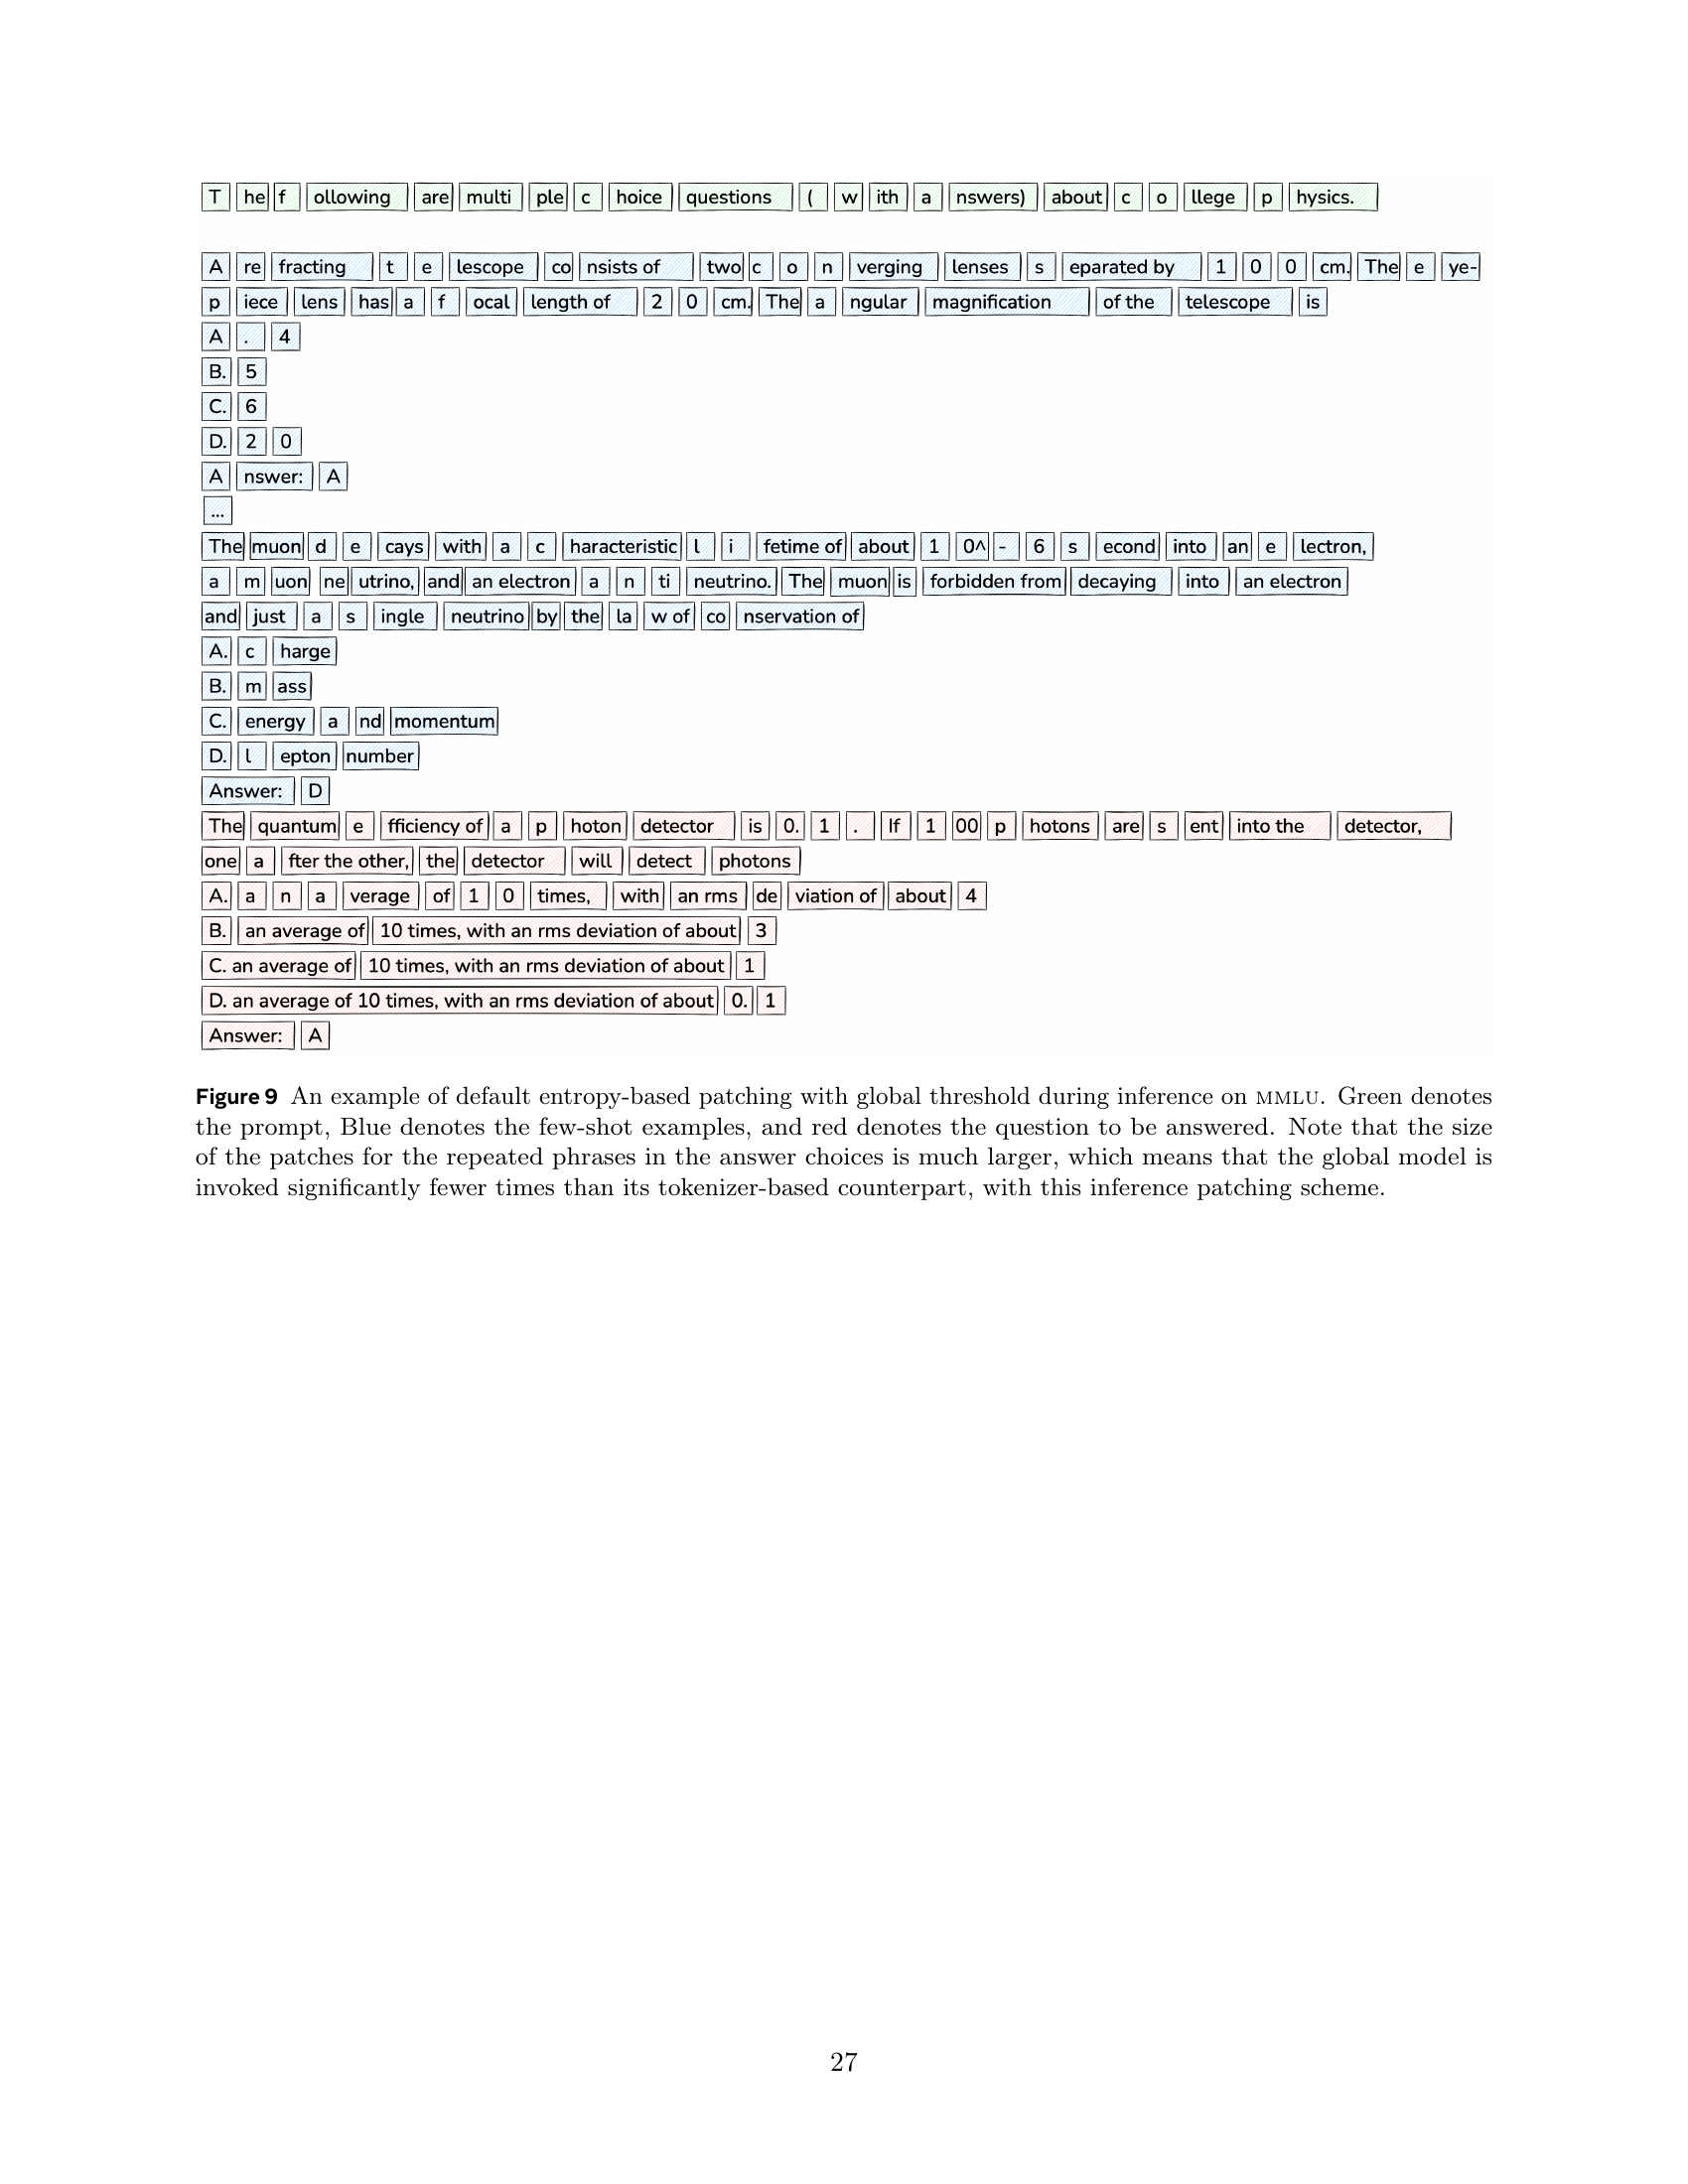 T he f ollowing are multi ple c hoice questions ( w ith a nswers) about c o llege p hysics.
A re fracting t e lescope co nsists of two c o n verging lenses s eparated by 1 0 0 cm. The e ye-
p iece lens has a f ocal length of 2 0 cm. The a ngular magnification of the telescope is
A . 4
B. 5
C. 6
D. 2 0
A nswer: A
...
The muon d e cays with a c haracteristic l i fetime of about 1 0^ - 6 s econd into an e lectron,
a m uon ne utrino, and an electron a n ti neutrino. The muon is forbidden from decaying into an electron
and just a s ingle neutrino by the la w of co nservation of
A. c harge
B. m ass
C. energy a nd momentum
D. l epton number
Answer: D
The quantum e fficiency of a p hoton detector is 0. 1 . If 1 00 p hotons are s ent into the detector,
one a fter the other, the detector will detect photons
A. a n a verage of 1 0 times, with an rms de viation of about 4
B. an average of 10 times, with an rms deviation of about 3
C. an average of 10 times, with an rms deviation of about 1
D. an average of 10 times, with an rms deviation of about 0. 1
Answer: A
Figure 9 An example of default entropy-based patching with global threshold during inference on MMLU. Green denotes
the prompt, Blue denotes the few-shot examples, and red denotes the question to be answered. Note that the size
of the patches for the repeated phrases in the answer choices is much larger, which means that the global model is
invoked significantly fewer times than its tokenizer-based counterpart, with this inference patching scheme.
27